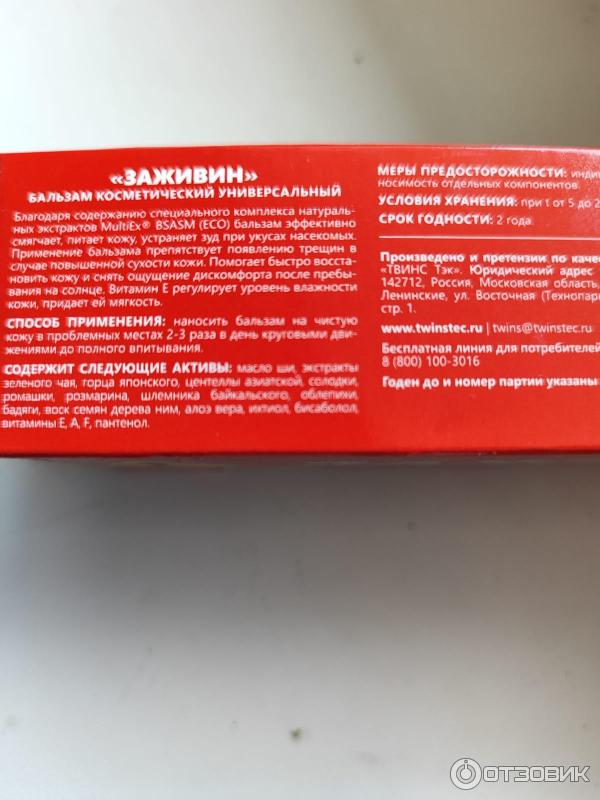 «ЗАЖИВИН»
БАЛЬЗАМ КОСМЕТИЧЕСКИЙ УНИВЕРСАЛЬНЫЙ
Благодаря содержанию специального комплекса натураль-
ных экстрактов MultiEx® BSASM (ECO) бальзам эффективно
смягчает, питает кожу, устраняет зуд при укусах насекомых.
Применение бальзама препятствует появлению трещин в
случае повышенной сухости кожи. Помогает быстро восста-
новить кожу и снять ощущение дискомфорта после пребы-
вания на солнце. Витамин Е регулирует уровень влажности
кожи, придает ей мягкость.
СПОСОБ ПРИМЕНЕНИЯ: наносить бальзам на чистую
кожу в проблемных местах 2-3 раза в день круговыми дви-
жениями до полного впитывания.
СОДЕРЖИТ СЛЕДУЮЩИЕ АКТИВЫ: масло ши, экстракты
зеленого чая, горца японского, центеллы азиатской, солодки,
ромашки, розмарина, шлемника байкальского, облепихи,
бадяги, воск семян дерева ним, алоэ вера, ихтиол, бисаболол,
витамины Е, А, F, пантенол.
МЕРЫ ПРЕДОСТОРОЖНОСТИ: индив
носимость отдельных компонентов.
УСЛОВИЯ ХРАНЕНИЯ: при t от 5 до 2
СРОК ГОДНОСТИ: 2 года.
Произведено и претензии по качес
«ТВИНС Тэк». Юридический адрес
142712, Россия, Московская область,
Ленинские, ул. Восточная (Технопарк
стр. 1.
www.twinstec.ru | twins@twinstec.ru
Бесплатная линия для потребителей
8 (800) 100-3016
Годен до и номер партии указаны
ОТЗОВИК